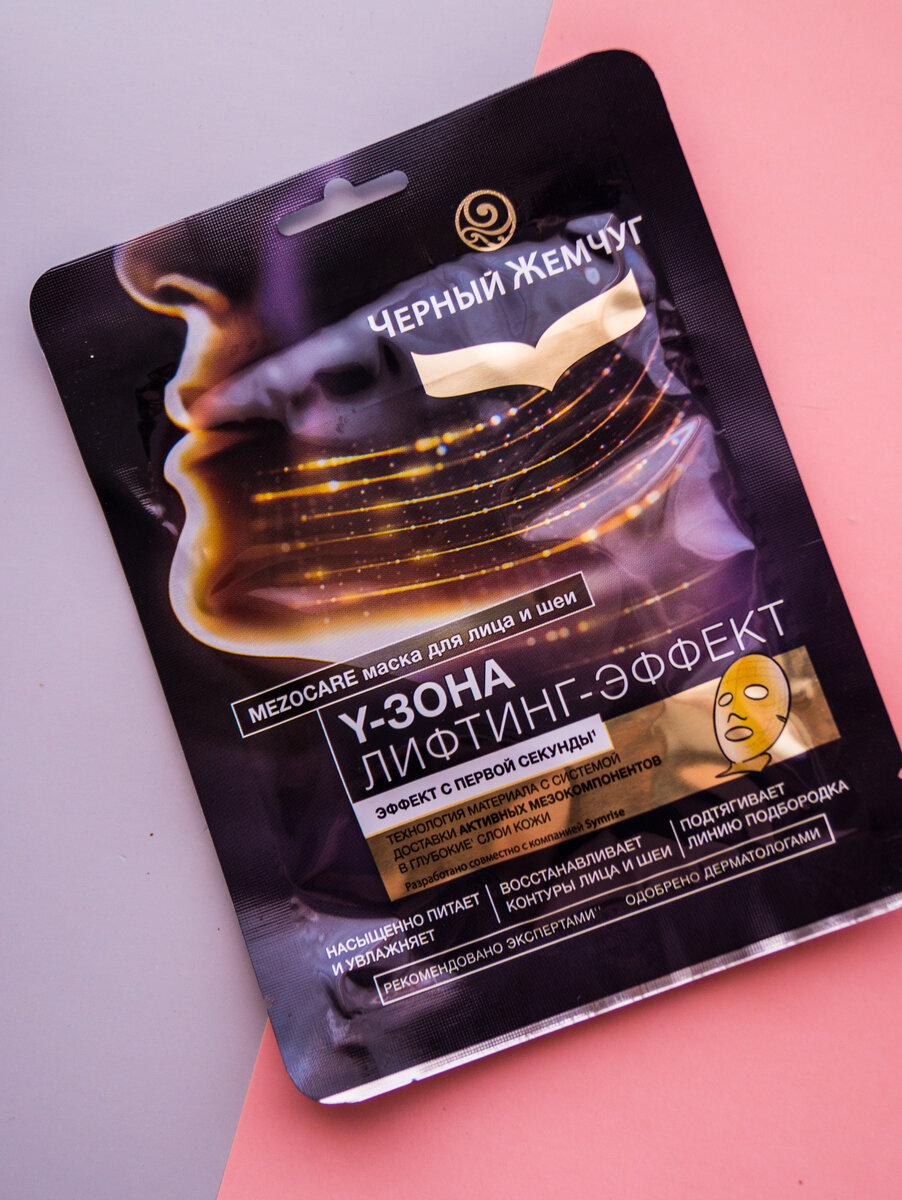 ЧЕРНЫЙ ЖЕМЧУГ
MEZOCARE маска для лица и шеи
Y-ЗОНА
ЛИФТИНГ-ЭФФЕКТ
ЭФФЕКТ С ПЕРВОЙ СЕКУНДЫ¹
ТЕХНОЛОГИЯ МАТЕРИАЛА С СИСТЕМОЙ
ДОСТАВКИ АКТИВНЫХ МЕЗОКОМПОНЕНТОВ
В ГЛУБОКИЕ* СЛОИ КОЖИ
Разработано совместно с компанией Symrise
НАСЫЩЕННО ПИТАЕТ
И УВЛАЖНЯЕТ
ВОССТАНАВЛИВАЕТ
КОНТУРЫ ЛИЦА И ШЕИ
ПОДТЯГИВАЕТ
ЛИНИЮ ПОДБОРОДКА
РЕКОМЕНДОВАНО ЭКСПЕРТАМИ** ОДОБРЕНО ДЕРМАТОЛОГАМИ